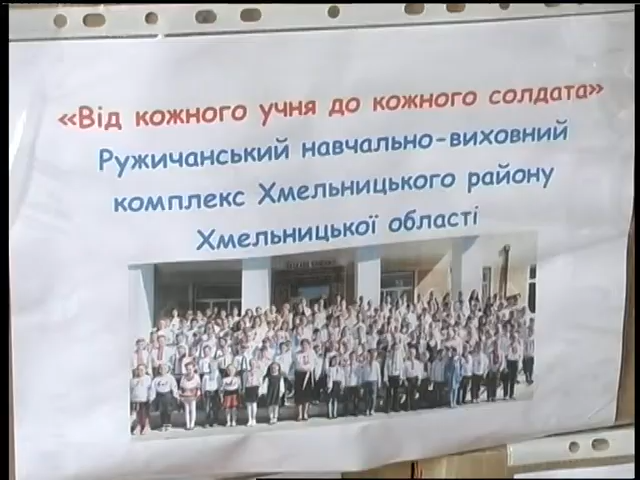 «Від кожного учня до кожного солдата»
Ружичанський навчально-виховний
комплекс Хмельницького району
Хмельницької області